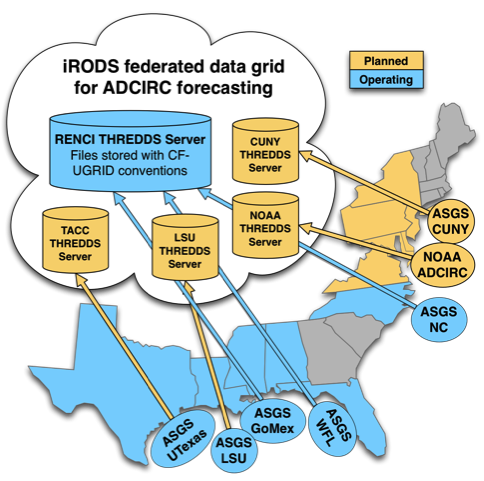 iRODS federated data grid
for ADCIRC forecasting
Planned
Operating
RENCI THREDDS Server
Files stored with CF-
UGRID conventions
CUNY
THREDDS
Server
TACC
THREDDS
Server
LSU
THREDDS
Server
NOAA
THREDDS
Server
ASGS
CUNY
NOAA
ADCIRC
ASGS
NC
ASGS
UTexas
ASGS
LSU
ASGS
GoMex
ASGS
WFL